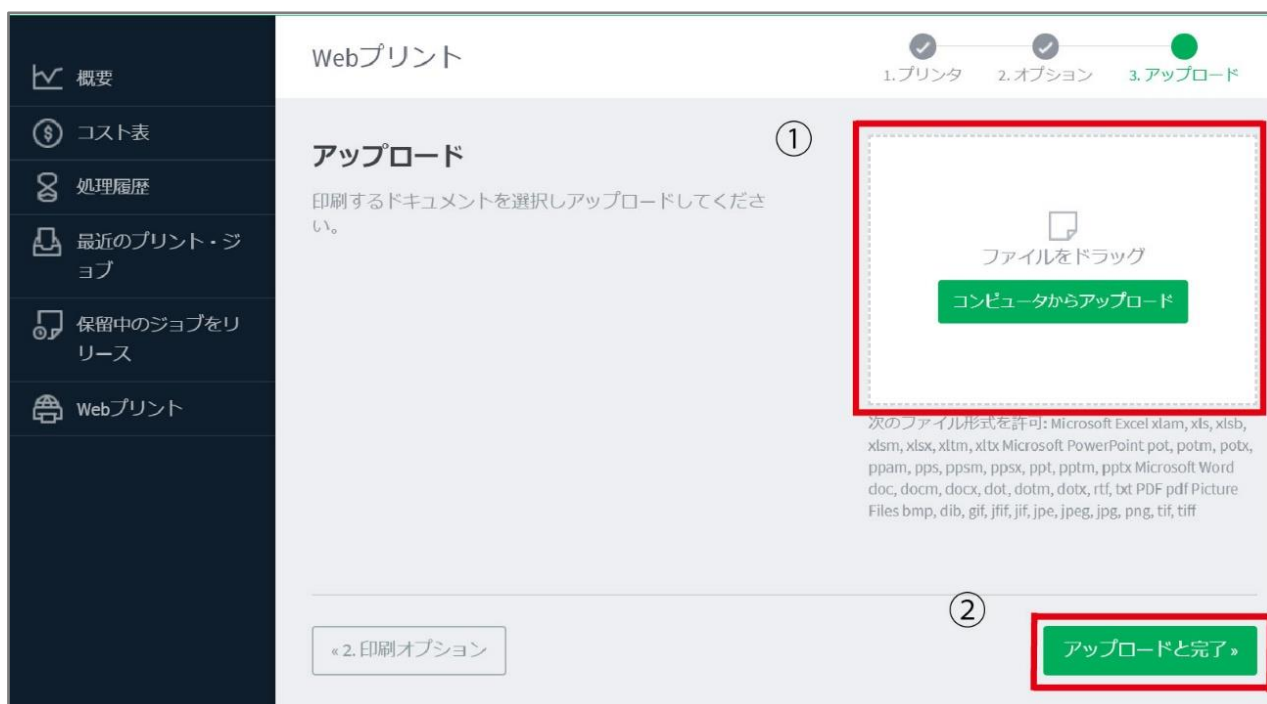 概要
コスト表
処理履歴
最近のプリント・ジ
ョブ
保留中のジョブをリ
リース
Webプリント
Webプリント
1.プリンタ
2.オプション
3.アップロード
アップロード
印刷するドキュメントを選択しアップロードしてくださ
い。
①
ファイルをドラッグ
コンピュータからアップロード
次のファイル形式を許可: Microsoft Excel xlam, xls, xlsb,
xlsm, xlsx, xltm, xltx Microsoft PowerPoint pot, potm, potx,
ppam, pps, ppsm, ppsx, ppt, pptm, pptx Microsoft Word
doc, docm, docx, dot, dotm, dotx, rtf, txt PDF pdf Picture
Files bmp, dib, gif, jfif, jif, jpe, jpeg, jpg, png, tif, tiff
②
« 2. 印刷オプション
アップロードと完了 »